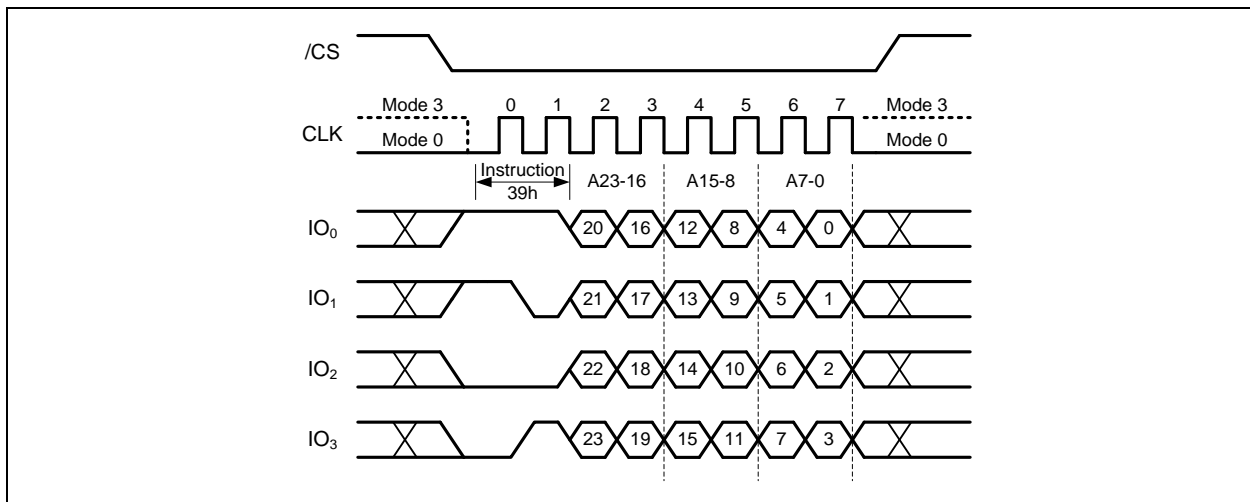 /CS
Mode 3 0 1 2 3 4 5 6 7 Mode 3
CLK
Mode 0 Mode 0
Instruction
39h
A23-16 A15-8 A7-0
IO₀ 20 16 12 8 4 0
IO₁ 21 17 13 9 5 1
IO₂ 22 18 14 10 6 2
IO₃ 23 19 15 11 7 3